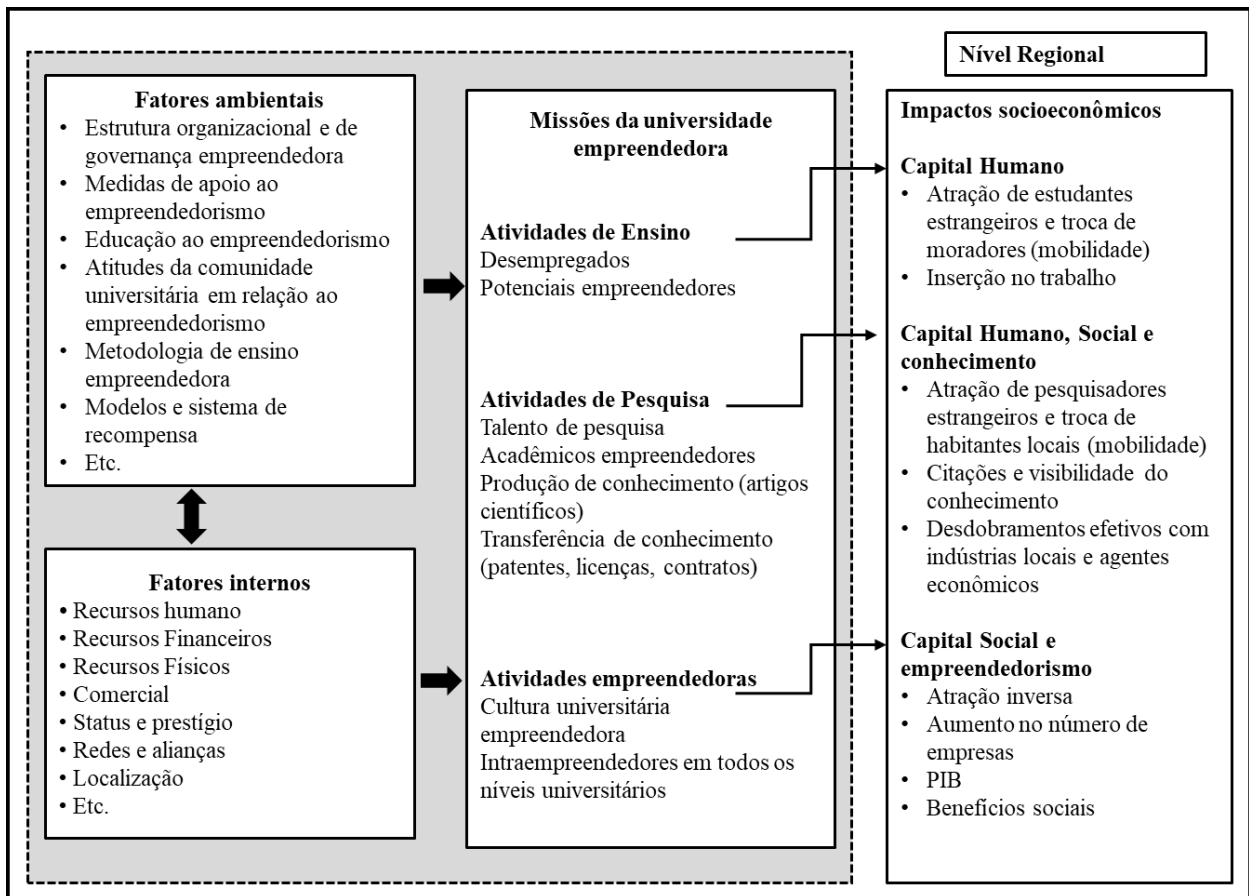 Fatores ambientais
• Estrutura organizacional e de
governança empreendedora
• Medidas de apoio ao
empreendedorismo
• Educação ao empreendedorismo
• Atitudes da comunidade
universitária em relação ao
empreendedorismo
• Metodologia de ensino
empreendedora
• Modelos e sistema de
recompensa
• Etc.
Fatores internos
• Recursos humano
• Recursos Financeiros
• Recursos Físicos
• Comercial
• Status e prestígio
• Redes e alianças
• Localização
• Etc.
Missões da universidade
empreendedora
Atividades de Ensino
Desempregados
Potenciais empreendedores
Atividades de Pesquisa
Talento de pesquisa
Acadêmicos empreendedores
Produção de conhecimento (artigos
científicos)
Transferência de conhecimento
(patentes, licenças, contratos)
Atividades empreendedoras
Cultura universitária
empreendedora
Intraempreendedores em todos os
níveis universitários
Nível Regional
Impactos socioeconômicos
Capital Humano
• Atração de estudantes
estrangeiros e troca de
moradores (mobilidade)
• Inserção no trabalho
Capital Humano, Social e
conhecimento
• Atração de pesquisadores
estrangeiros e troca de
habitantes locais (mobilidade)
• Citações e visibilidade do
conhecimento
• Desdobramentos efetivos com
indústrias locais e agentes
econômicos
Capital Social e
empreendedorismo
• Atração inversa
• Aumento no número de
empresas
• PIB
• Benefícios sociais